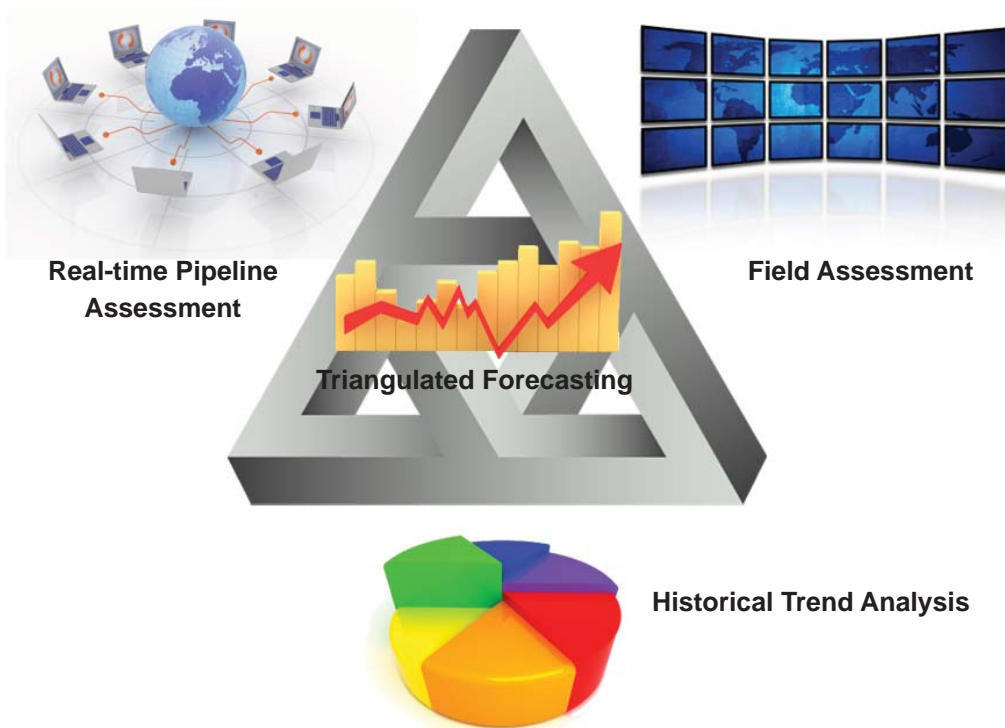 Real-time Pipeline
Assessment
Field Assessment
Triangulated Forecasting
Historical Trend Analysis